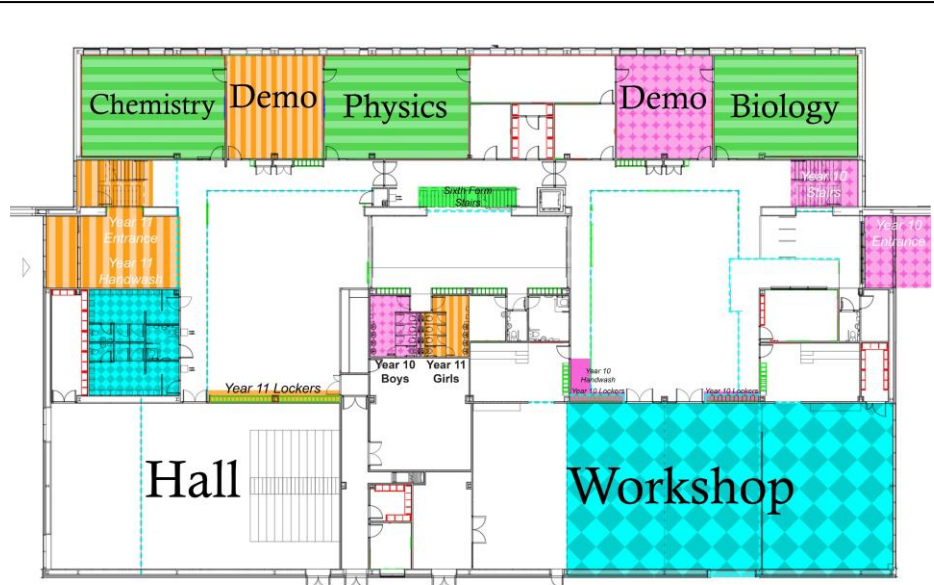 Chemistry
Demo
Physics
Demo
Biology
Sixth Form
Stairs
Year 10
Stairs
Year 11
Entrance
Year 11
Handwash
Year 10
Entrance
Year 10
Boys
Year 11
Girls
Year 10
Handwash
Year 11 Lockers
Year 10 Lockers
Year 10 Lockers
Hall
Workshop